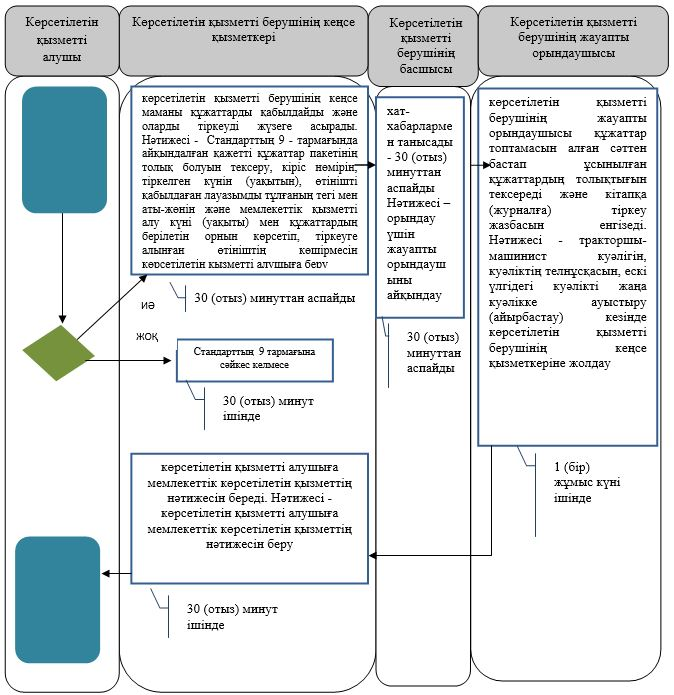 Көрсетілетін
қызметті
алушы
Көрсетілетін қызметті берушінің кеңсе
қызметкері
Көрсетілетін
қызметті
берушінің
басшысы
Көрсетілетін қызметті
берушінің жауапты
орындаушысы
көрсетілетін қызметті берушінің кеңсе
маманы құжаттарды қабылдайды және
оларды тіркеуді жүзеге асырады.
Нәтижесі - Стандарттың 9 - тармағында
айқындалған қажетті құжаттар пакетінің
толық болуын тексеру, кіріс нөмірін,
тіркелген күнін (уақытын), өтінішті
қабылдаған лауазымды тұлғаның тегі мен
аты-жөнін және мемлекеттік қызметті
алу күні (уақыты) мен құжаттардың
берілетін орнын көрсетіп, тіркеуге
алынған өтініштің көшірмесін
көрсетілетін қызметті алушыға беру
30 (отыз) минуттан аспайды
иә
жоқ
Стандарттың 9 тармағына
сәйкес келмесе
30 (отыз) минут
ішінде
хат-
хабарларме
н танысады
- 30 (отыз)
минуттан
аспайды
Нәтижесі –
орындау
үшін
жауапты
орындауш
ыны
айқындау
30 (отыз)
минуттан
аспайды
көрсетілетін қызметті
берушінің жауапты
орындаушысы құжаттар
топтамасын алған сәттен
бастап ұсынылған
құжаттардың толықтығын
тексереді және кітапқа
(журналға) тіркеу
жазбасын енгізеді.
Нәтижесі - тракторшы-
машинист куәлігін,
куәліктің телнұсқасын, ескі
үлгідегі куәлікті жаңа
куәлікке ауыстыру
(айырбастау) кезінде
көрсетілетін қызметті
берушінің кеңсе
қызметкеріне жолдау
1 (бір)
жұмыс күні
ішінде
көрсетілетін қызметті алушыға
мемлекеттік көрсетілетін қызметтің
нәтижесін береді. Нәтижесі -
көрсетілетін қызметті алушыға
мемлекеттік көрсетілетін қызметтің
нәтижесін беру
30 (отыз) минут
ішінде